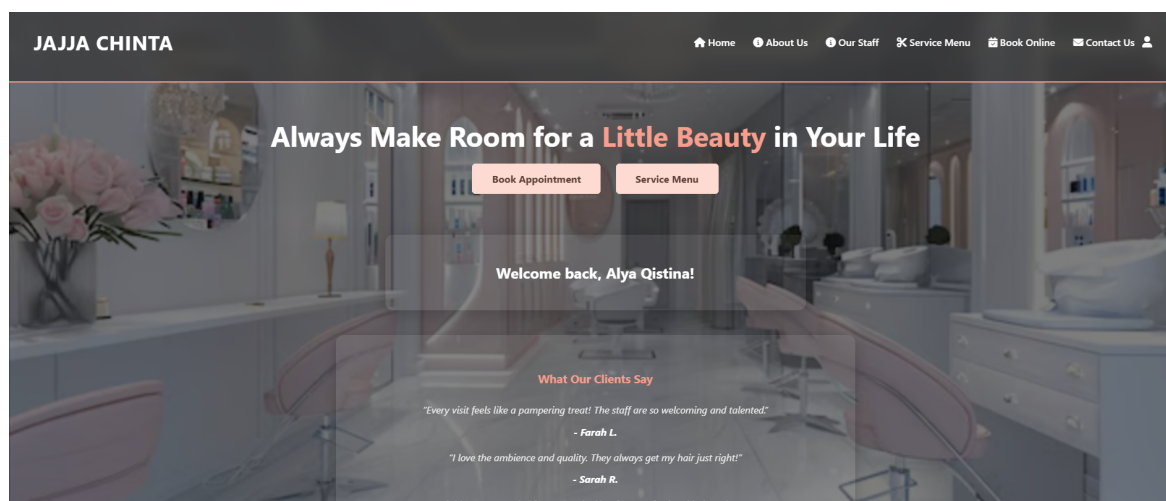 JAJJA CHINTA
Home About Us Our Staff Service Menu Book Online Contact Us
Always Make Room for a Little Beauty in Your Life
Book Appointment Service Menu
Welcome back, Alya Qistina!
What Our Clients Say
"Every visit feels like a pampering treat! The staff are so welcoming and talented."
- Farah L.
"I love the ambience and quality. They always get my hair just right!"
- Sarah R.